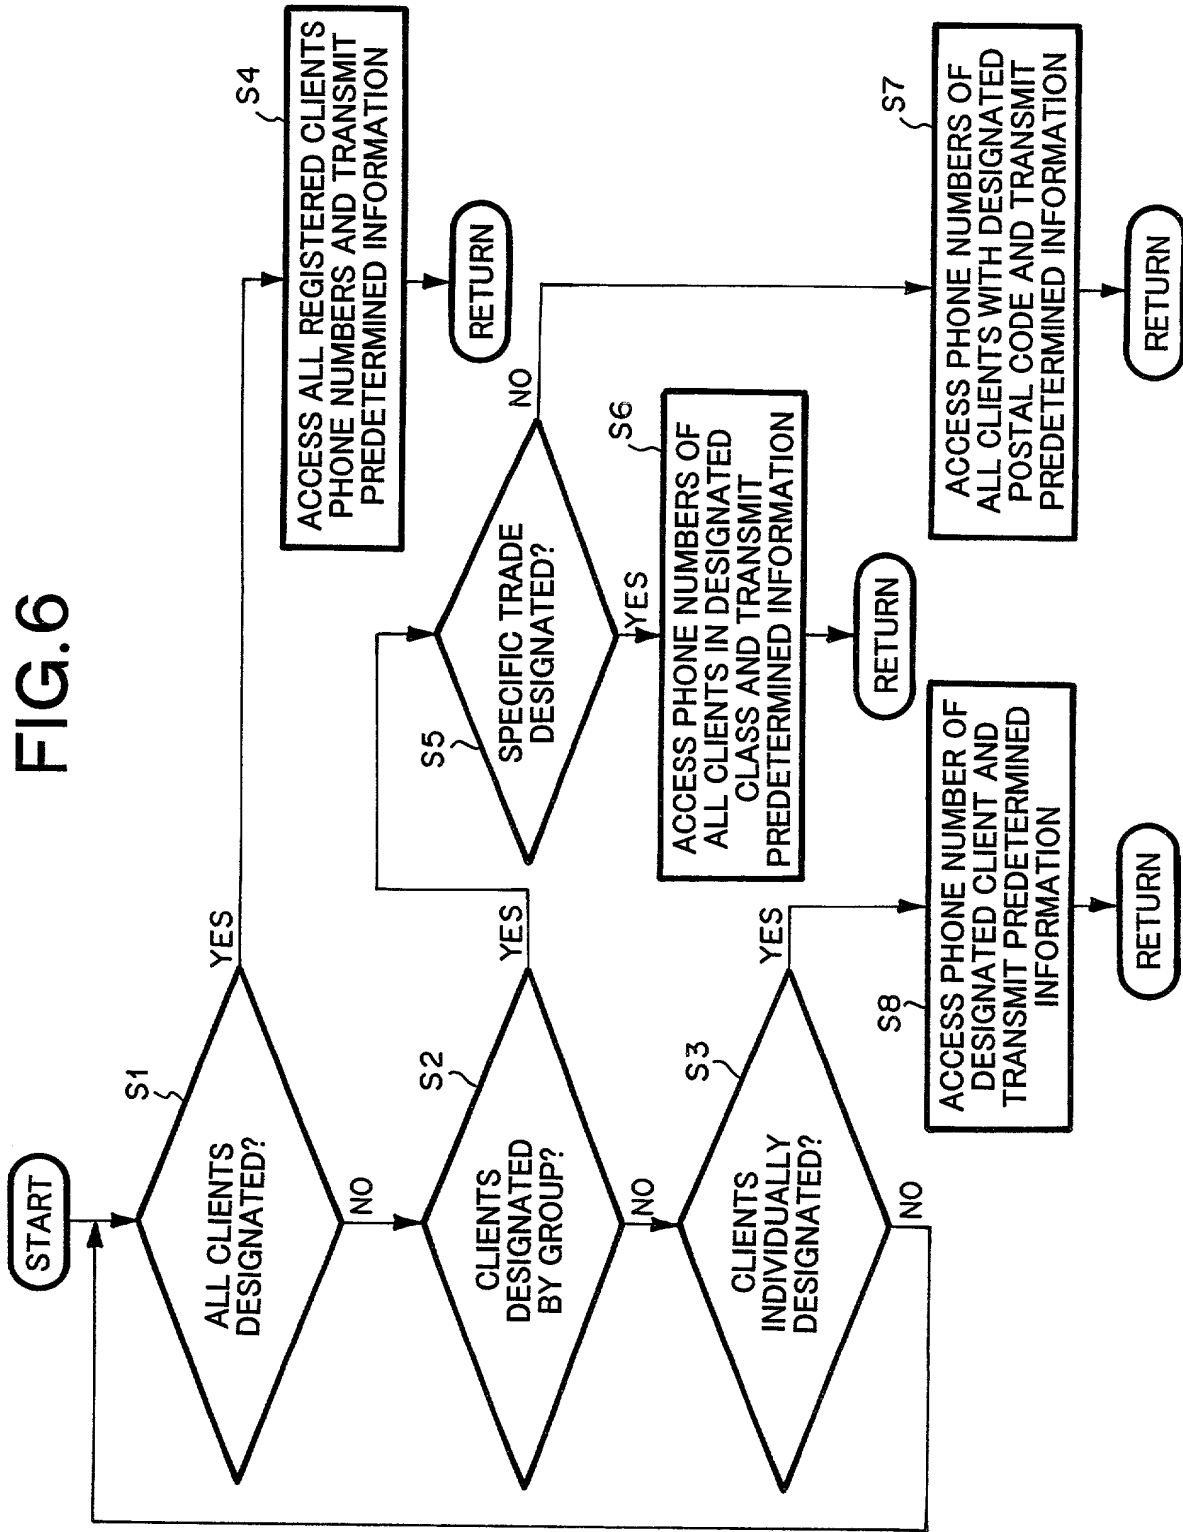 FIG.6
START
S1
ALL CLIENTS
DESIGNATED?
YES
NO
S4
ACCESS ALL REGISTERED CLIENTS
PHONE NUMBERS AND TRANSMIT
PREDETERMINED INFORMATION
RETURN
S2
CLIENTS
DESIGNATED
BY GROUP?
YES
NO
S5
SPECIFIC TRADE
DESIGNATED?
NO
YES
S6
ACCESS PHONE NUMBERS OF
ALL CLIENTS IN DESIGNATED
CLASS AND TRANSMIT
PREDETERMINED INFORMATION
RETURN
S3
CLIENTS
INDIVIDUALLY
DESIGNATED?
YES
NO
S8
ACCESS PHONE NUMBER OF
DESIGNATED CLIENT AND
TRANSMIT PREDETERMINED
INFORMATION
RETURN
S7
ACCESS PHONE NUMBERS OF
ALL CLIENTS WITH DESIGNATED
POSTAL CODE AND TRANSMIT
PREDETERMINED INFORMATION
RETURN